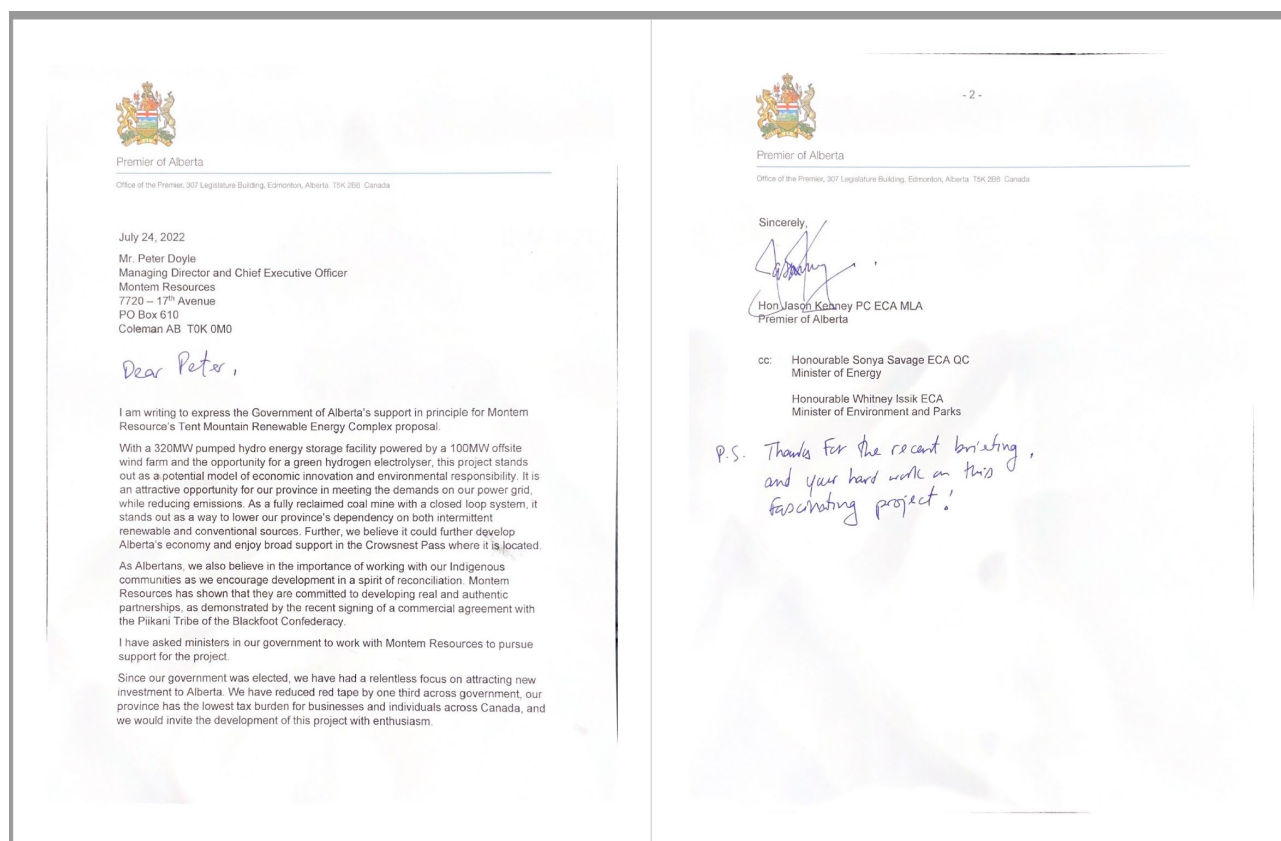 Premier of Alberta
Office of the Premier, 307 Legislature Building, Edmonton, Alberta T5K 2B8 Canada
July 24, 2022
Mr. Peter Doyle
Managing Director and Chief Executive Officer
Montem Resources
7720 – 17th Avenue
PO Box 610
Coleman AB T0K 0M0
Dear Peter,
I am writing to express the Government of Alberta's support in principle for Montem
Resource's Tent Mountain Renewable Energy Complex proposal.
With a 320MW pumped hydro energy storage facility powered by a 100MW offsite
wind farm and the opportunity for a green hydrogen electrolyser, this project stands
out as a potential model of economic innovation and environmental responsibility. It is
an attractive opportunity for our province in meeting the demands on our power grid,
while reducing emissions. As a fully reclaimed coal mine with a closed loop system, it
stands out as a way to lower our province's dependency on both intermittent
renewable and conventional sources. Further, we believe it could further develop
Alberta's economy and enjoy broad support in the Crowsnest Pass where it is located.
As Albertans, we also believe in the importance of working with our Indigenous
communities as we encourage development in a spirit of reconciliation. Montem
Resources has shown that they are committed to developing real and authentic
partnerships, as demonstrated by the recent signing of a commercial agreement with
the Piikani Tribe of the Blackfoot Confederacy.
I have asked ministers in our government to work with Montem Resources to pursue
support for the project.
Since our government was elected, we have had a relentless focus on attracting new
investment to Alberta. We have reduced red tape by one third across government, our
province has the lowest tax burden for businesses and individuals across Canada, and
we would invite the development of this project with enthusiasm.
- 2 -
Premier of Alberta
Office of the Premier, 307 Legislature Building, Edmonton, Alberta T5K 2B8 Canada
Sincerely,
Hon Jason Kenney PC ECA MLA
Premier of Alberta
cc: Honourable Sonya Savage ECA QC
Minister of Energy
Honourable Whitney Issik ECA
Minister of Environment and Parks
P.S. Thanks for the recent briefing,
and your hard work on this
fascinating project!